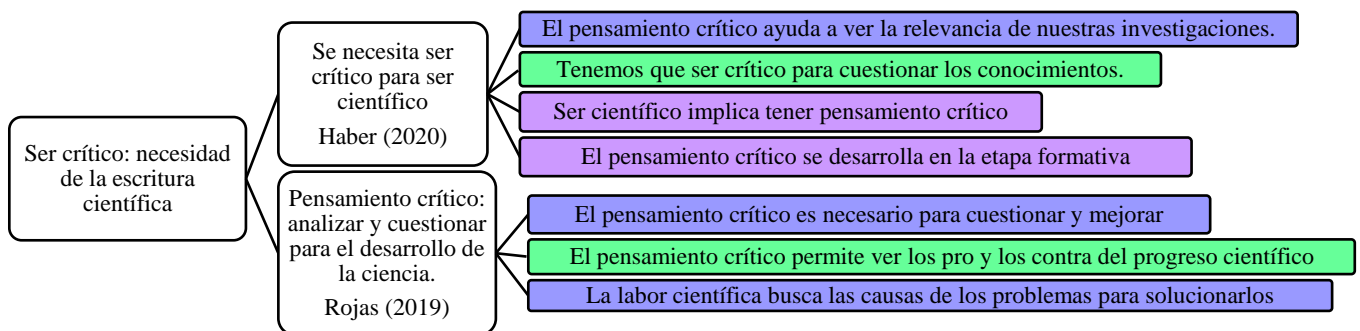 Ser crítico: necesidad
de la escritura
científica
Se necesita ser
crítico para ser
científico
Haber (2020)
El pensamiento crítico ayuda a ver la relevancia de nuestras investigaciones.
Tenemos que ser crítico para cuestionar los conocimientos.
Ser científico implica tener pensamiento crítico
El pensamiento crítico se desarrolla en la etapa formativa
Pensamiento crítico:
analizar y cuestionar
para el desarrollo de
la ciencia.
Rojas (2019)
El pensamiento crítico es necesario para cuestionar y mejorar
El pensamiento crítico permite ver los pro y los contra del progreso científico
La labor científica busca las causas de los problemas para solucionarlos